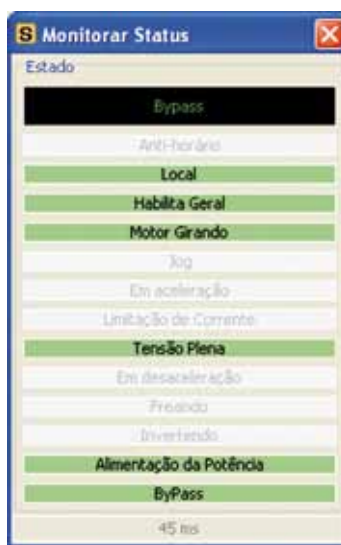 S Monitorar Status
Estado
Bypass
Anti-horário
Local
Habilita Geral
Motor Girando
Jog
Em aceleração
Limitação de Corrente
Tensão Plena
Em desaceleração
Freando
Invertendo
Alimentação da Potência
ByPass
45 ms